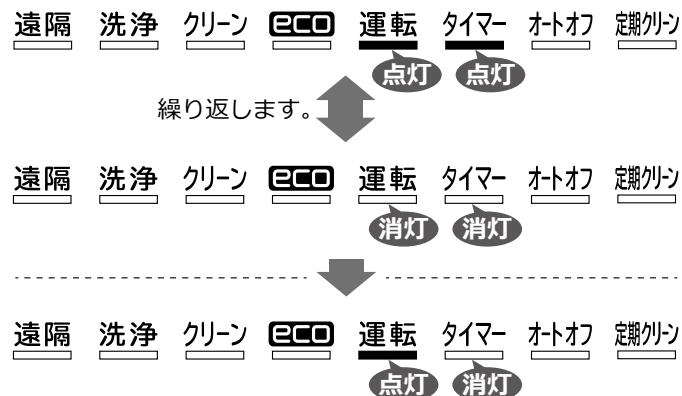 遠隔 洗浄 クリーン eco 運転 タイマー オートオフ 定期クリーン
点灯 点灯
繰り返します。
遠隔 洗浄 クリーン eco 運転 タイマー オートオフ 定期クリーン
消灯 消灯
遠隔 洗浄 クリーン eco 運転 タイマー オートオフ 定期クリーン
点灯 消灯